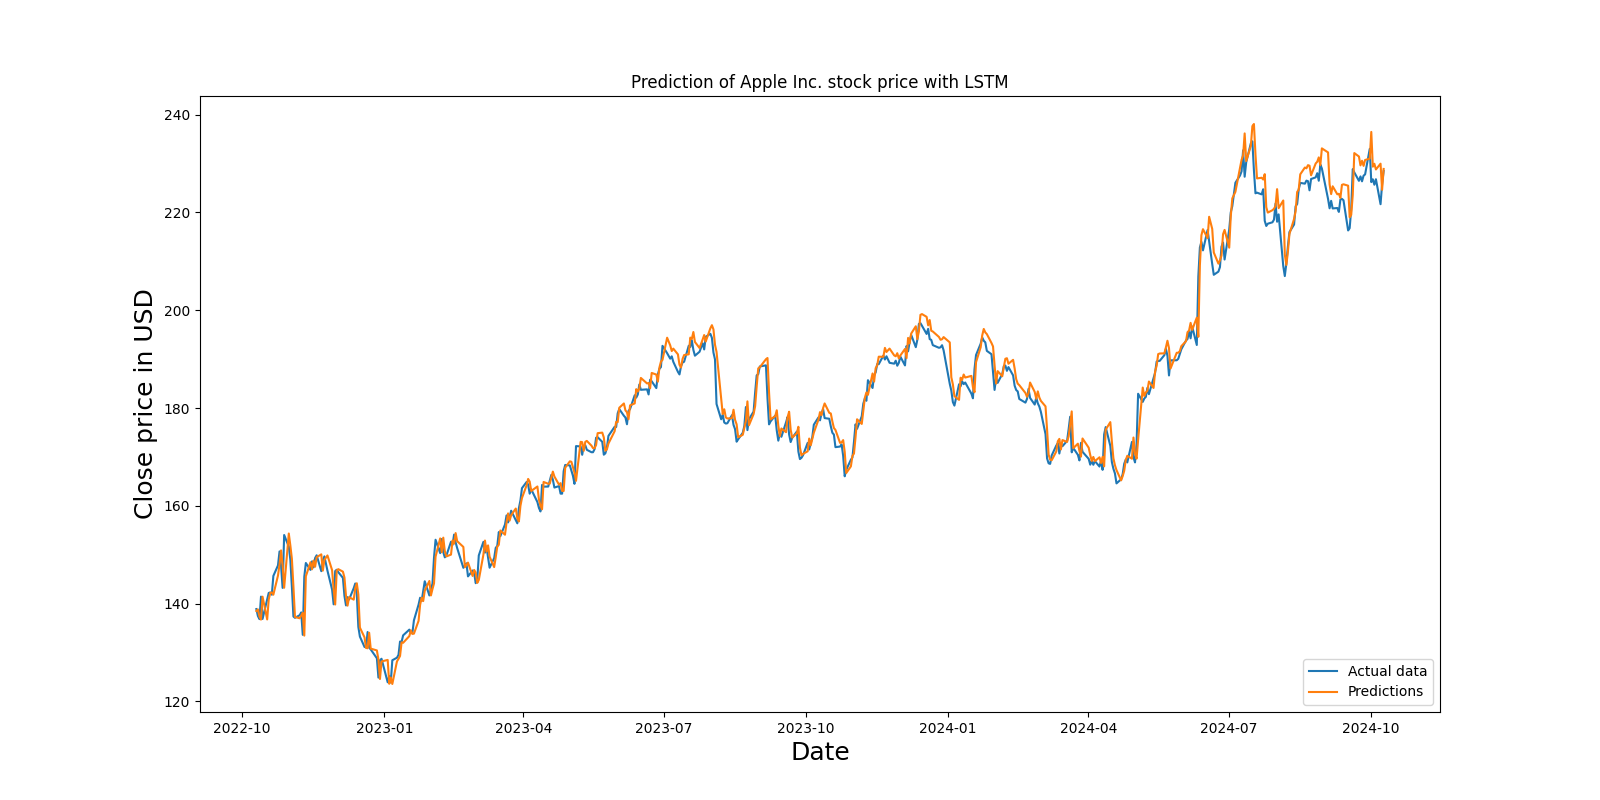 Prediction of Apple Inc. stock price with LSTM
240
220
200
180
160
140
120
Close price in USD
Actual data
Predictions
2022-10 2023-01 2023-04 2023-07 2023-10 2024-01 2024-04 2024-07 2024-10
Date